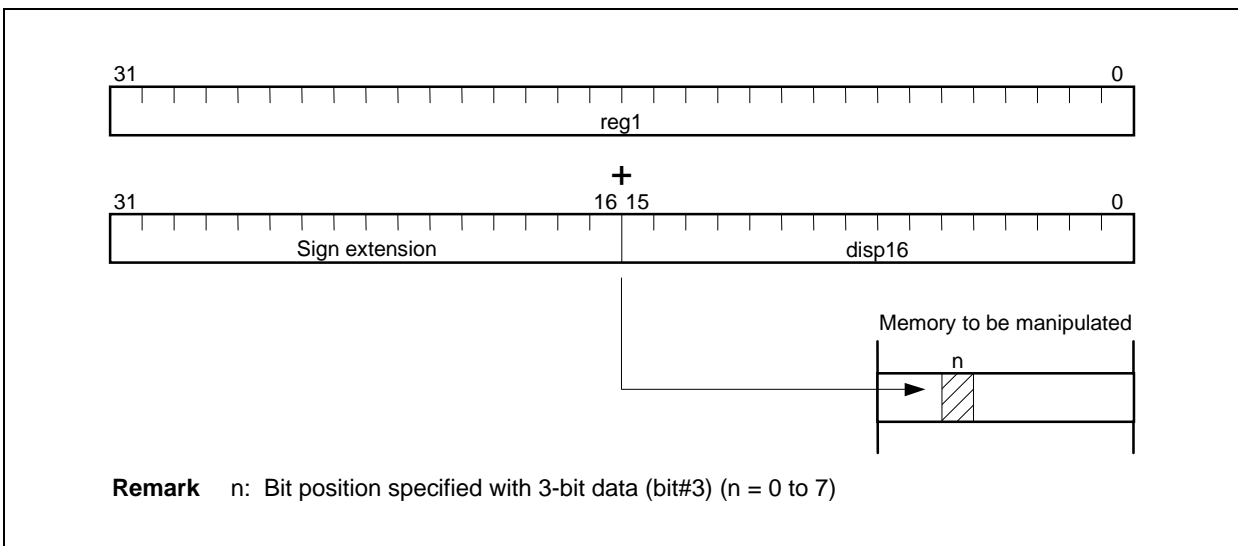 31 0
reg1
+
31 16 15 0
Sign extension disp16
Memory to be manipulated
n
Remark n: Bit position specified with 3-bit data (bit#3) (n = 0 to 7)